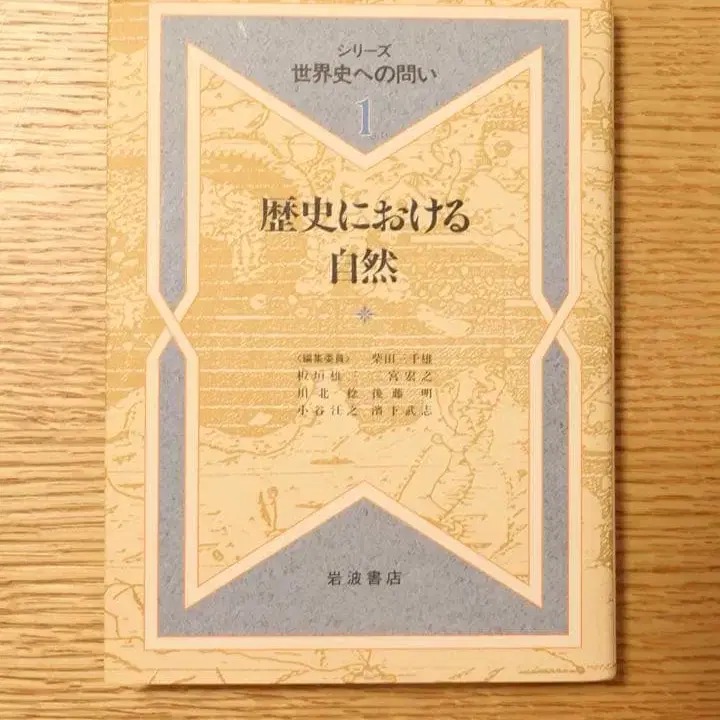 シリーズ
世界史への問い
1
歴史における
自然
〈編集委員〉 柴田三千雄
板垣雄三 二宮宏之
川北稔 後藤明
小谷汪之 濱下武志
岩波書店